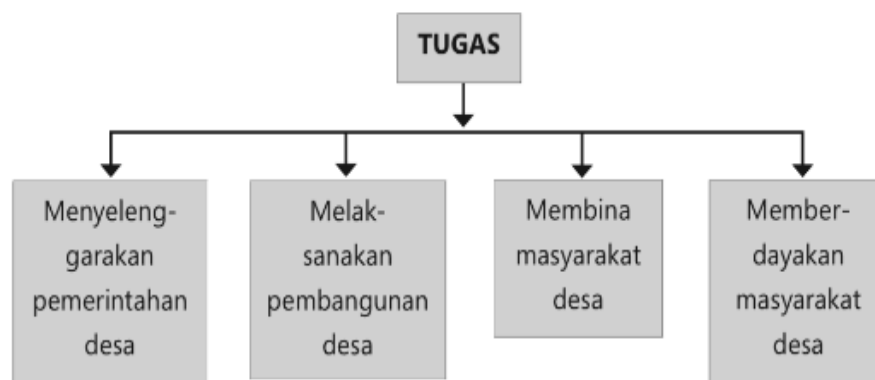 TUGAS
Menyeleng-
garakan
pemerintahan
desa
Melak-
sanakan
pembangunan
desa
Membina
masyarakat
desa
Member-
dayakan
masyarakat
desa